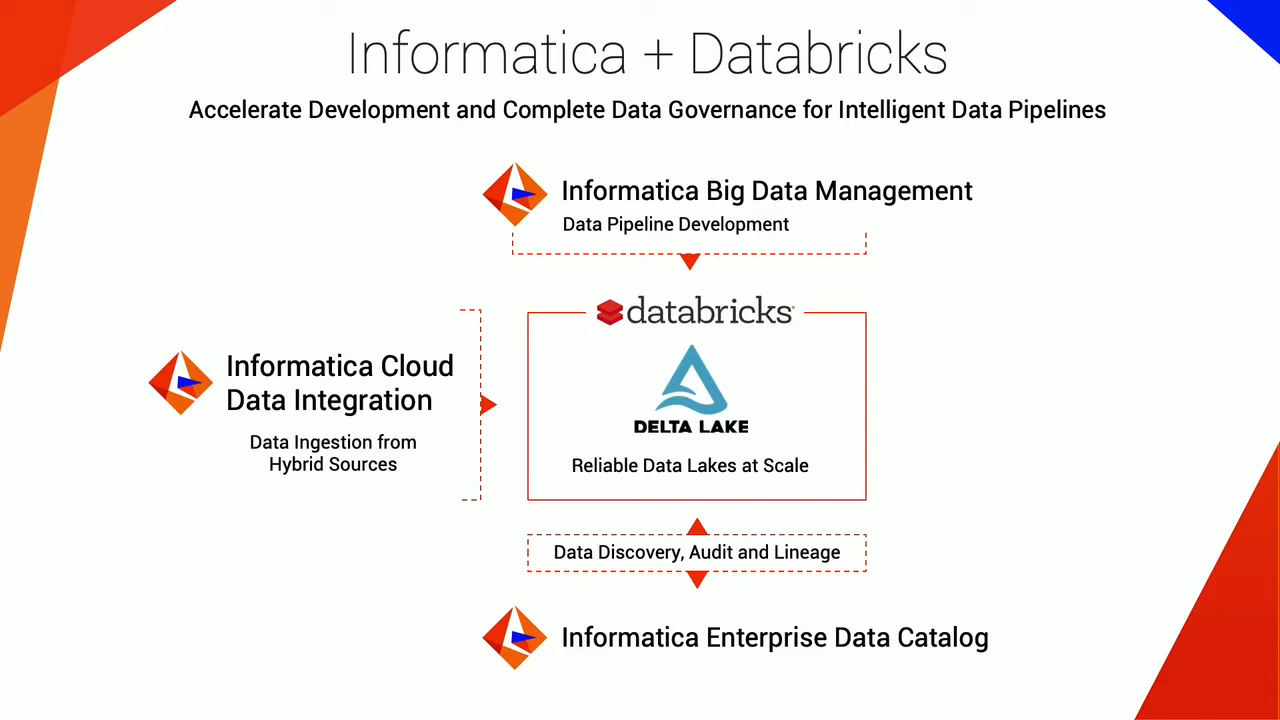 Informatica + Databricks
Accelerate Development and Complete Data Governance for Intelligent Data Pipelines
Informatica Big Data Management
Data Pipeline Development
databricks
Informatica Cloud
Data Integration
Data Ingestion from
Hybrid Sources
DELTA LAKE
Reliable Data Lakes at Scale
Data Discovery, Audit and Lineage
Informatica Enterprise Data Catalog